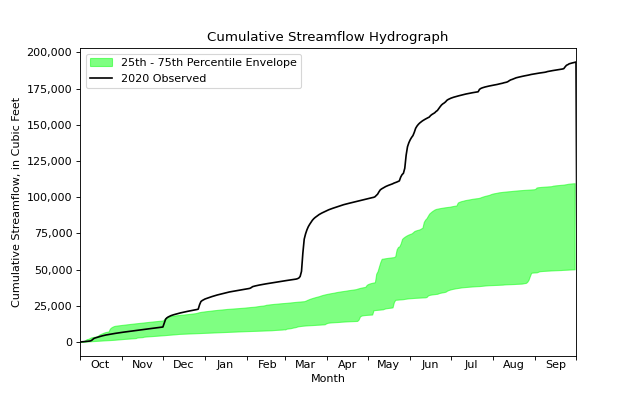 Cumulative Streamflow Hydrograph
25th - 75th Percentile Envelope
2020 Observed
Cumulative Streamflow, in Cubic Feet
200,000
175,000
150,000
125,000
100,000
75,000
50,000
25,000
0
Oct Nov Dec Jan Feb Mar Apr May Jun Jul Aug Sep
Month